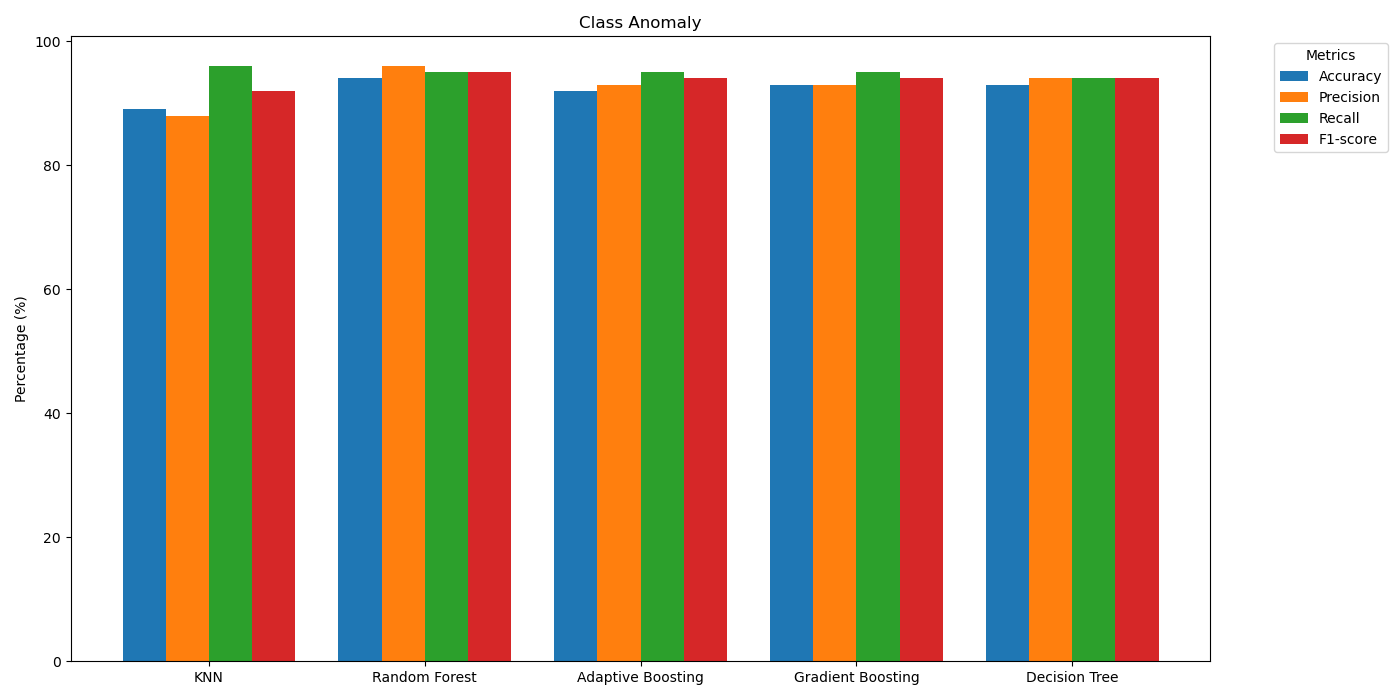 Class Anomaly
Percentage (%)
100
80
60
40
20
0
KNN Random Forest Adaptive Boosting Gradient Boosting Decision Tree
Metrics
Accuracy
Precision
Recall
F1-score